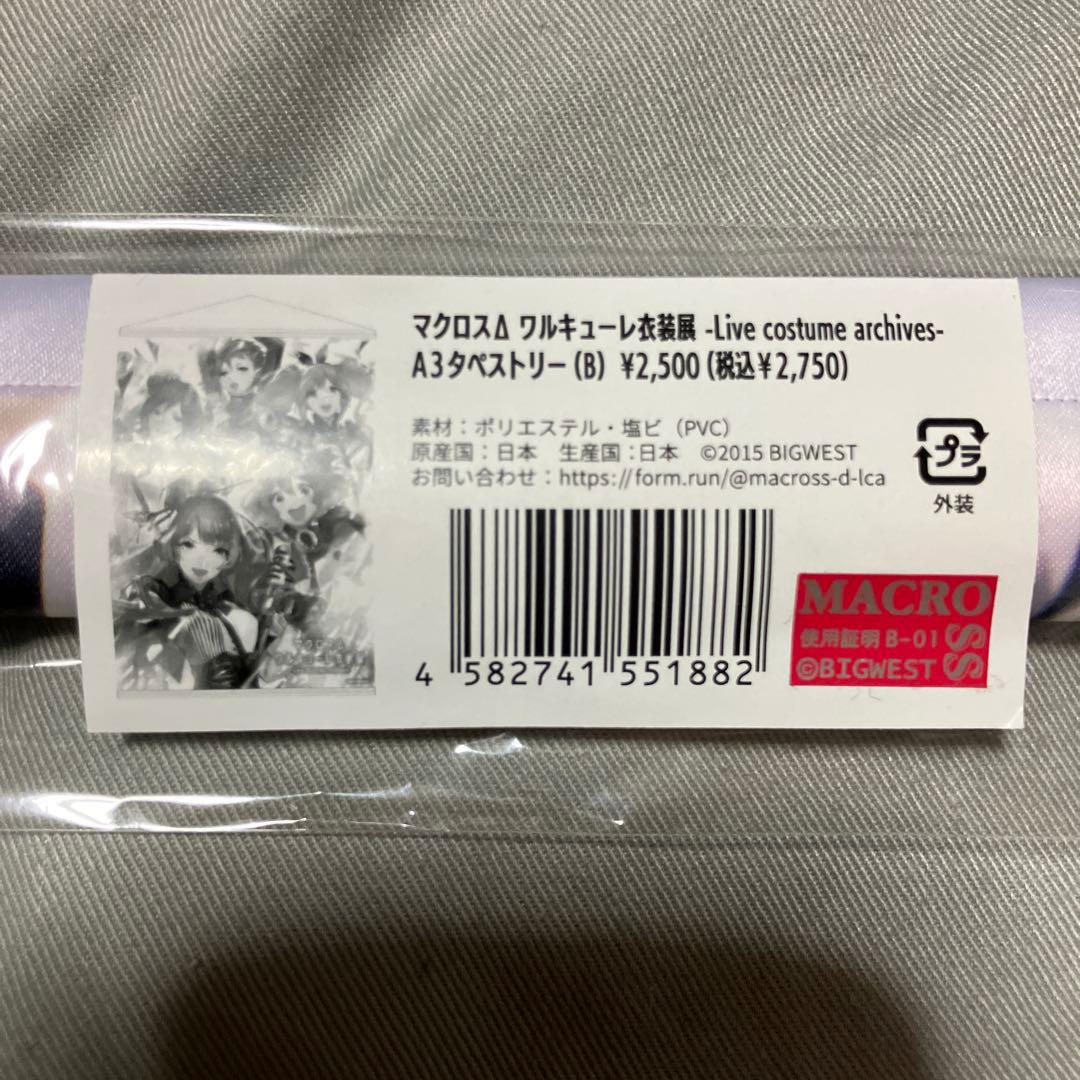 マクロスΔ ワルキューレ衣装展 -Live costume archives-
A3タペストリー(B) ¥2,500(税込¥2,750)
素材：ポリエステル・塩ビ（PVC）
原産国：日本　生産国：日本　©2015 BIGWEST
お問い合わせ：https://form.run/@macross-d-lca
プラ
外装
4 582741 551882
MACROSS
使用証明 B-01
©BIGWEST